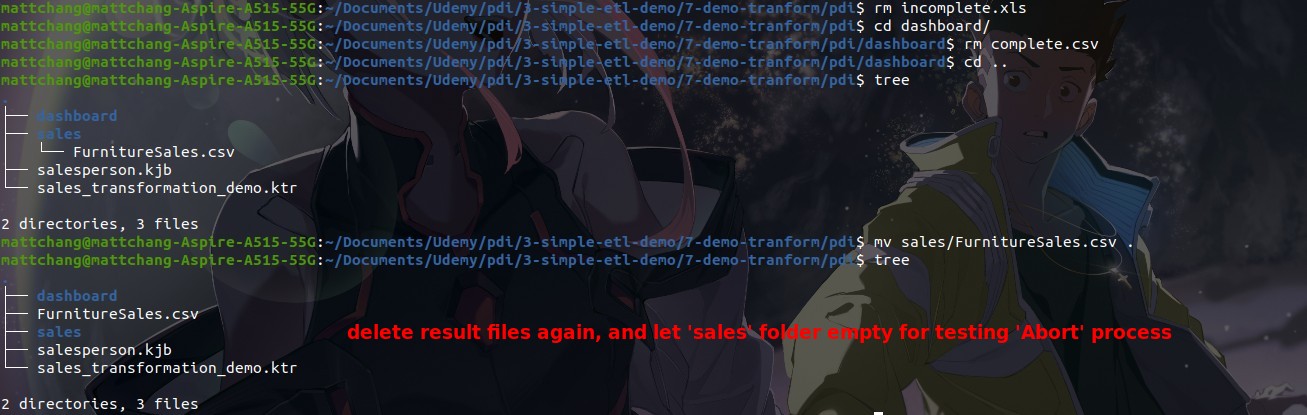 mattchang@mattchang-Aspire-A515-55G:~/Documents/Udemy/pdi/3-simple-etl-demo/7-demo-tranform/pdi$ rm incomplete.xls
mattchang@mattchang-Aspire-A515-55G:~/Documents/Udemy/pdi/3-simple-etl-demo/7-demo-tranform/pdi$ cd dashboard/
mattchang@mattchang-Aspire-A515-55G:~/Documents/Udemy/pdi/3-simple-etl-demo/7-demo-tranform/pdi/dashboard$ rm complete.csv
mattchang@mattchang-Aspire-A515-55G:~/Documents/Udemy/pdi/3-simple-etl-demo/7-demo-tranform/pdi/dashboard$ cd ..
mattchang@mattchang-Aspire-A515-55G:~/Documents/Udemy/pdi/3-simple-etl-demo/7-demo-tranform/pdi$ tree
.
├── dashboard
├── sales
│   └── FurnitureSales.csv
├── salesperson.kjb
└── sales_transformation_demo.ktr
2 directories, 3 files
mattchang@mattchang-Aspire-A515-55G:~/Documents/Udemy/pdi/3-simple-etl-demo/7-demo-tranform/pdi$ mv sales/FurnitureSales.csv .
mattchang@mattchang-Aspire-A515-55G:~/Documents/Udemy/pdi/3-simple-etl-demo/7-demo-tranform/pdi$ tree
.
├── dashboard
├── FurnitureSales.csv
├── sales
delete result files again, and let 'sales' folder empty for testing 'Abort' process
├── salesperson.kjb
└── sales_transformation_demo.ktr
2 directories, 3 files